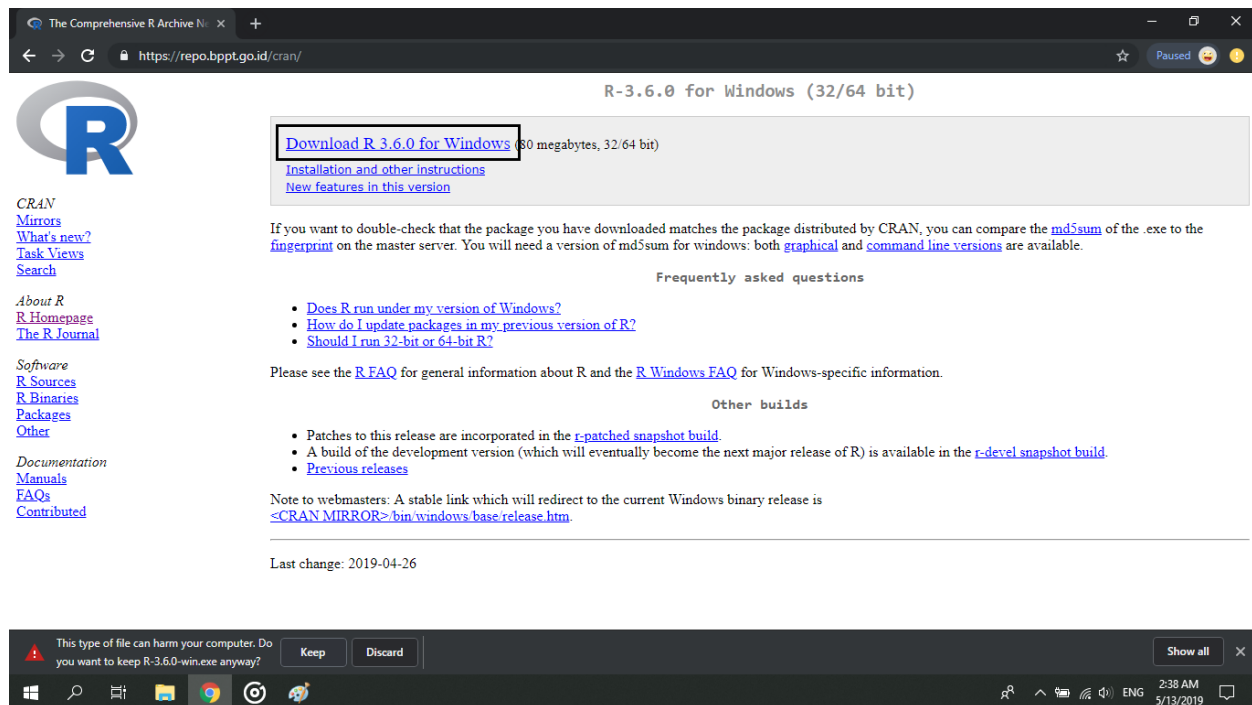 The Comprehensive R Archive Ne
https://repo.bppt.go.id/cran/
Paused
R
CRAN
Mirrors
What's new?
Task Views
Search
About R
R Homepage
The R Journal
Software
R Sources
R Binaries
Packages
Other
Documentation
Manuals
FAQs
Contributed
R-3.6.0 for Windows (32/64 bit)
Download R 3.6.0 for Windows (80 megabytes, 32/64 bit)
Installation and other instructions
New features in this version
If you want to double-check that the package you have downloaded matches the package distributed by CRAN, you can compare the md5sum of the .exe to the
fingerprint on the master server. You will need a version of md5sum for windows: both graphical and command line versions are available.
Frequently asked questions
• Does R run under my version of Windows?
• How do I update packages in my previous version of R?
• Should I run 32-bit or 64-bit R?
Please see the R FAQ for general information about R and the R Windows FAQ for Windows-specific information.
Other builds
• Patches to this release are incorporated in the r-patched snapshot build.
• A build of the development version (which will eventually become the next major release of R) is available in the r-devel snapshot build.
• Previous releases
Note to webmasters: A stable link which will redirect to the current Windows binary release is
<CRAN MIRROR>/bin/windows/base/release.htm.
Last change: 2019-04-26
This type of file can harm your computer. Do
you want to keep R-3.6.0-win.exe anyway?
Keep
Discard
Show all
ENG
2:38 AM
5/13/2019